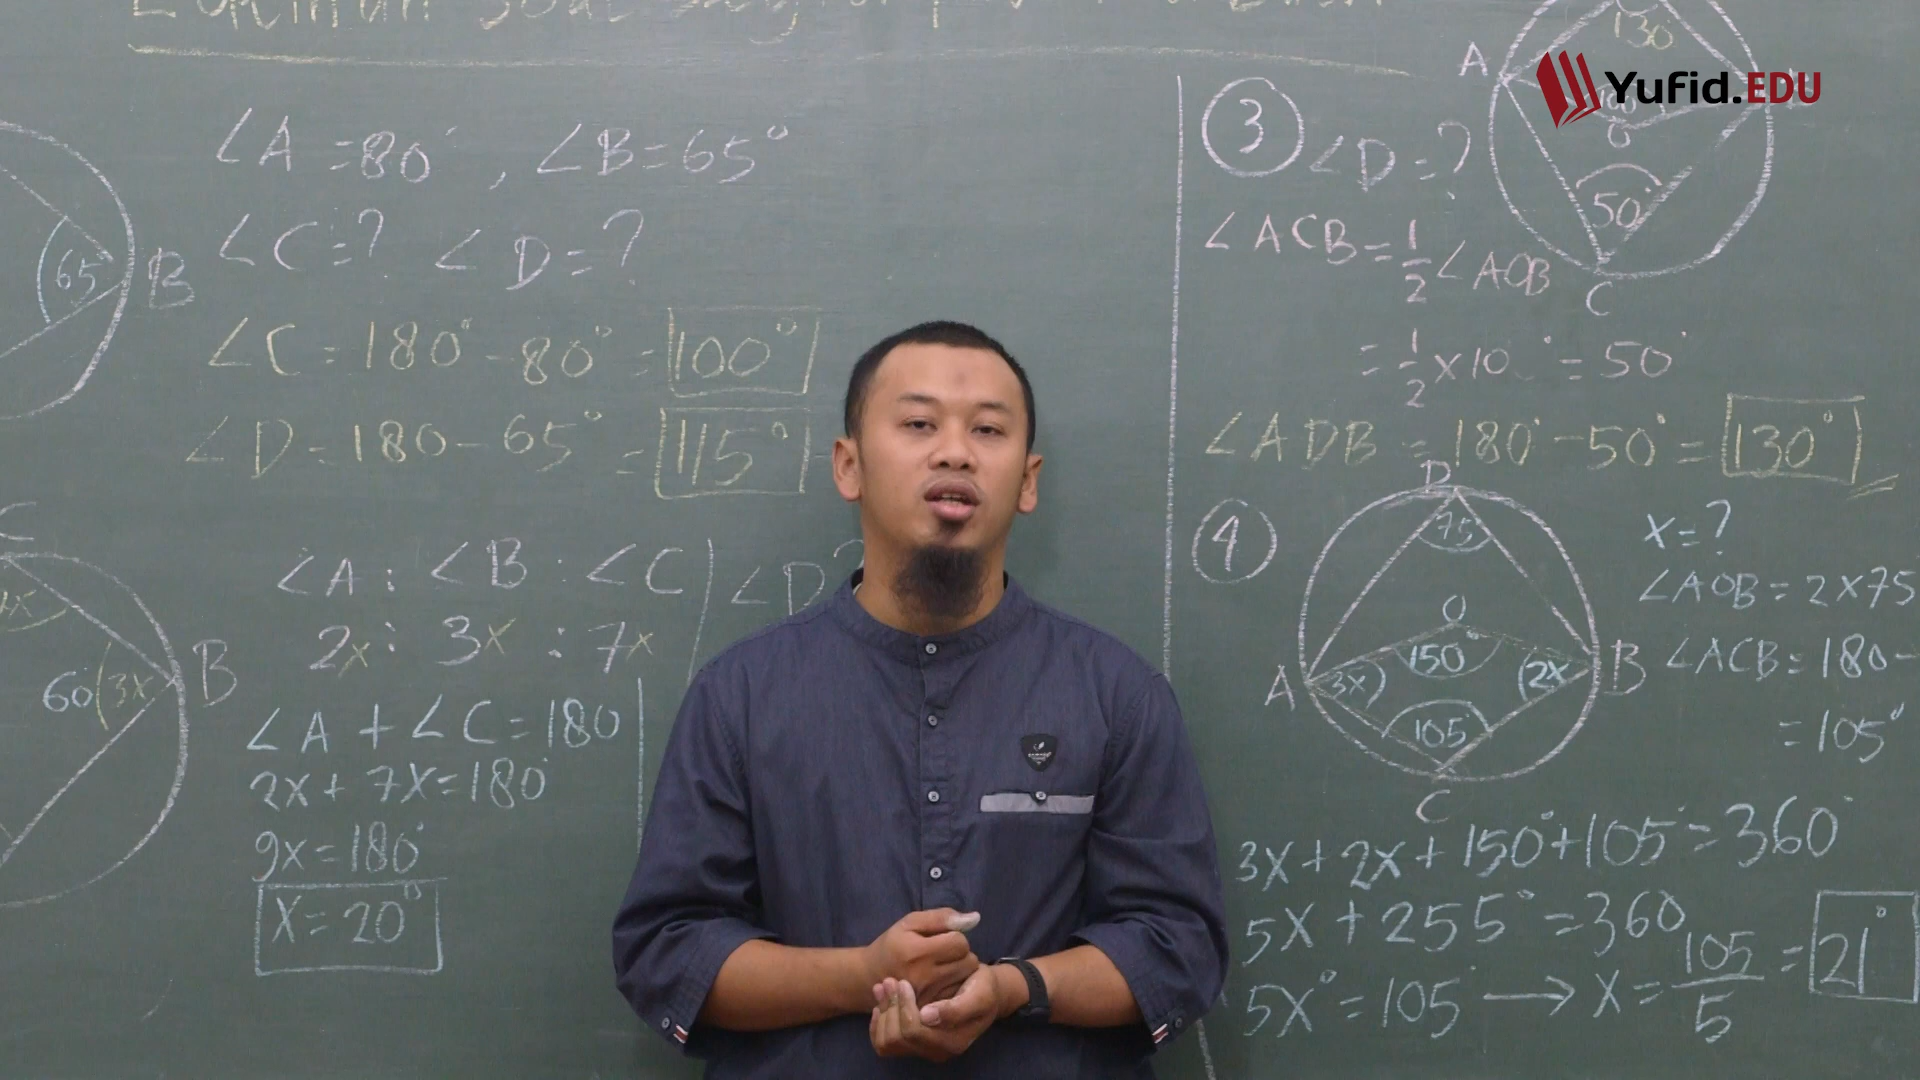 Latihan Soal
∠A = 80° , ∠B = 65°
∠C = ? ∠D = ?
∠C = 180° - 80° = 100°
∠D = 180 - 65° = 115°
65
B
C
∠A : ∠B : ∠C
∠D
2x : 3x : 7x
60 3x B
∠A + ∠C = 180
2x + 7x = 180°
9x = 180°
x = 20°
Yufid.EDU
3
∠D = ?
A
130
O
50°
C
∠ACB = 1/2 ∠AOB
= 1/2 x 10 ° = 50°
∠ADB = 180° - 50° = 130°
4
D
75
O
150°
A 3x 2x B
105
C
x = ?
∠AOB = 2x75
∠ACB = 180 -
= 105°
3x + 2x + 150° + 105° = 360°
5x + 255° = 360
5x° = 105° → x = 105/5 = 21°